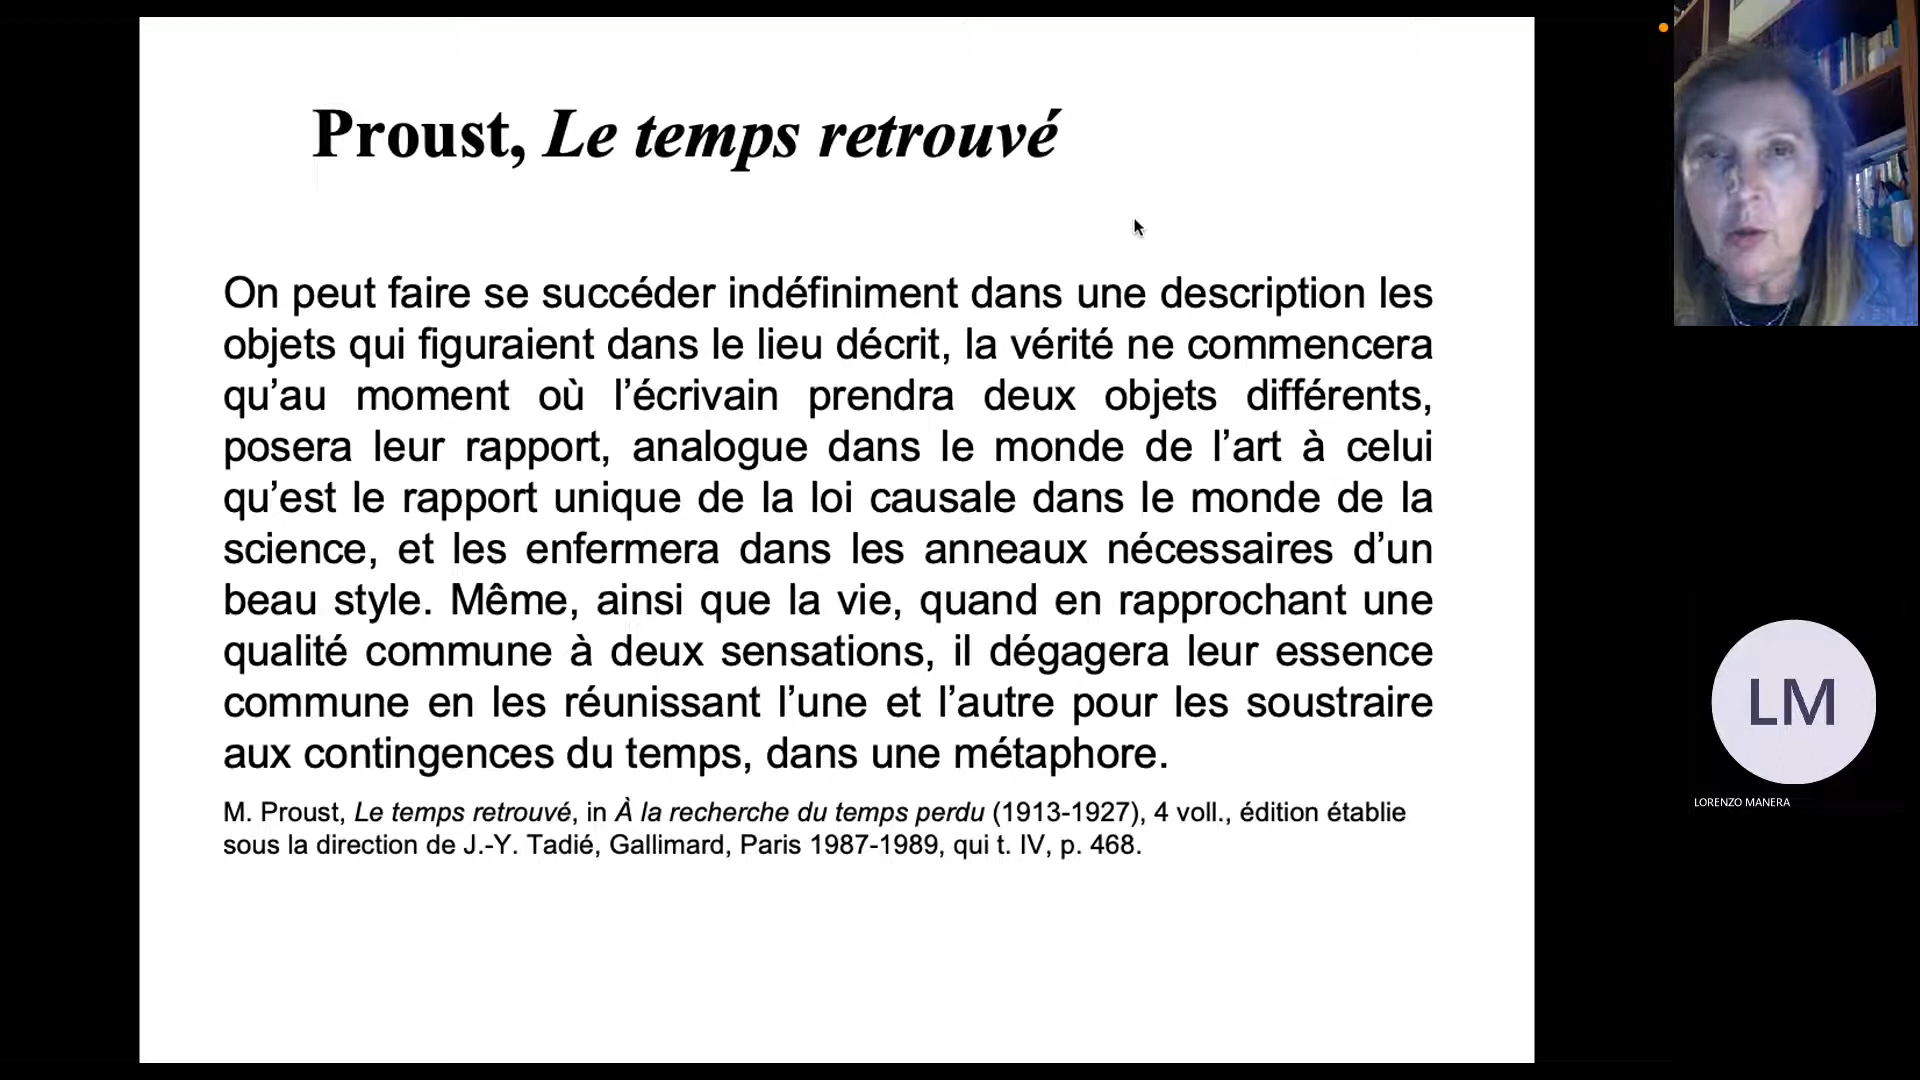 Proust, Le temps retrouvé
On peut faire se succéder indéfiniment dans une description les
objets qui figuraient dans le lieu décrit, la vérité ne commencera
qu’au moment où l’écrivain prendra deux objets différents,
posera leur rapport, analogue dans le monde de l’art à celui
qu’est le rapport unique de la loi causale dans le monde de la
science, et les enfermera dans les anneaux nécessaires d’un
beau style. Même, ainsi que la vie, quand en rapprochant une
qualité commune à deux sensations, il dégagera leur essence
commune en les réunissant l’une et l’autre pour les soustraire
aux contingences du temps, dans une métaphore.
M. Proust, Le temps retrouvé, in À la recherche du temps perdu (1913-1927), 4 voll., édition établie
sous la direction de J.-Y. Tadié, Gallimard, Paris 1987-1989, qui t. IV, p. 468.
LM
LORENZO MANERA